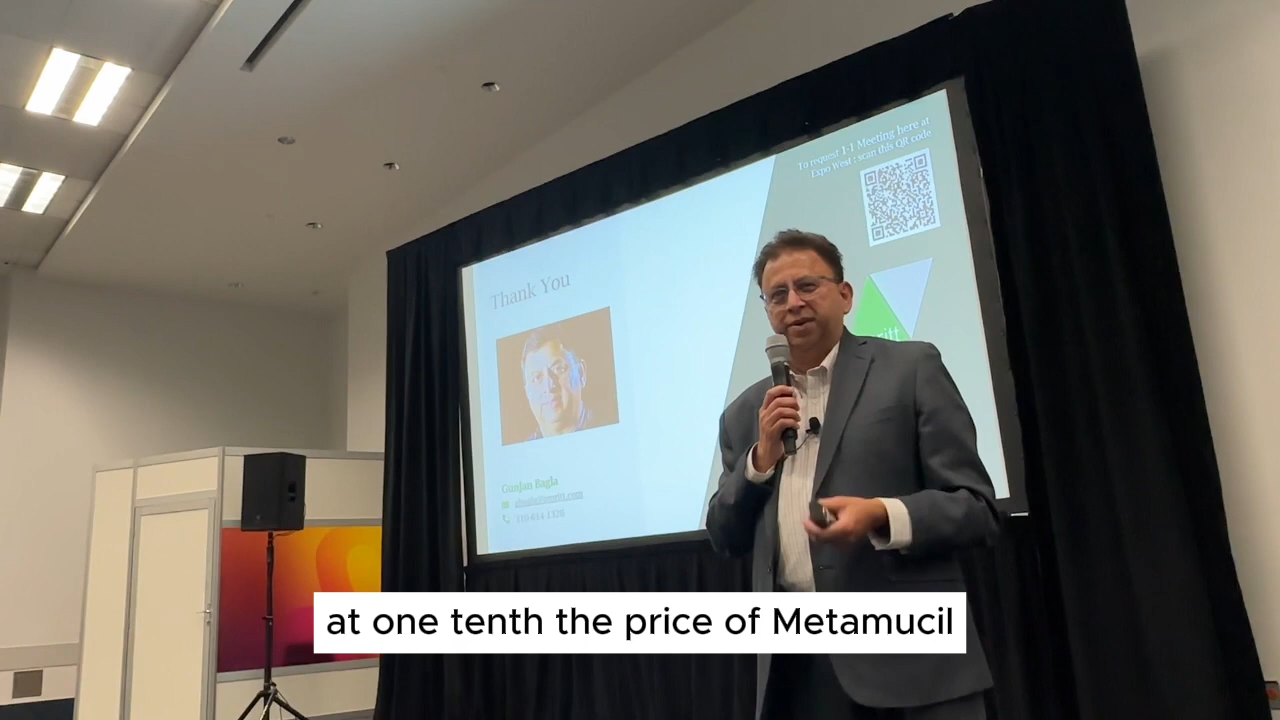 To request 1-1 Meeting here at
Expo West : scan this QR code
Thank You
Gunjan Bagla
at one tenth the price of Metamucil